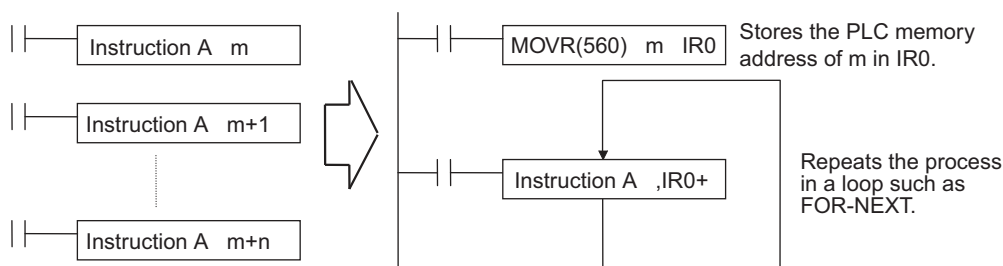 Instruction A m
Instruction A m+1
Instruction A m+n
MOVR(560) m IR0
Stores the PLC memory
address of m in IR0.
Instruction A ,IR0+
Repeats the process
in a loop such as
FOR-NEXT.